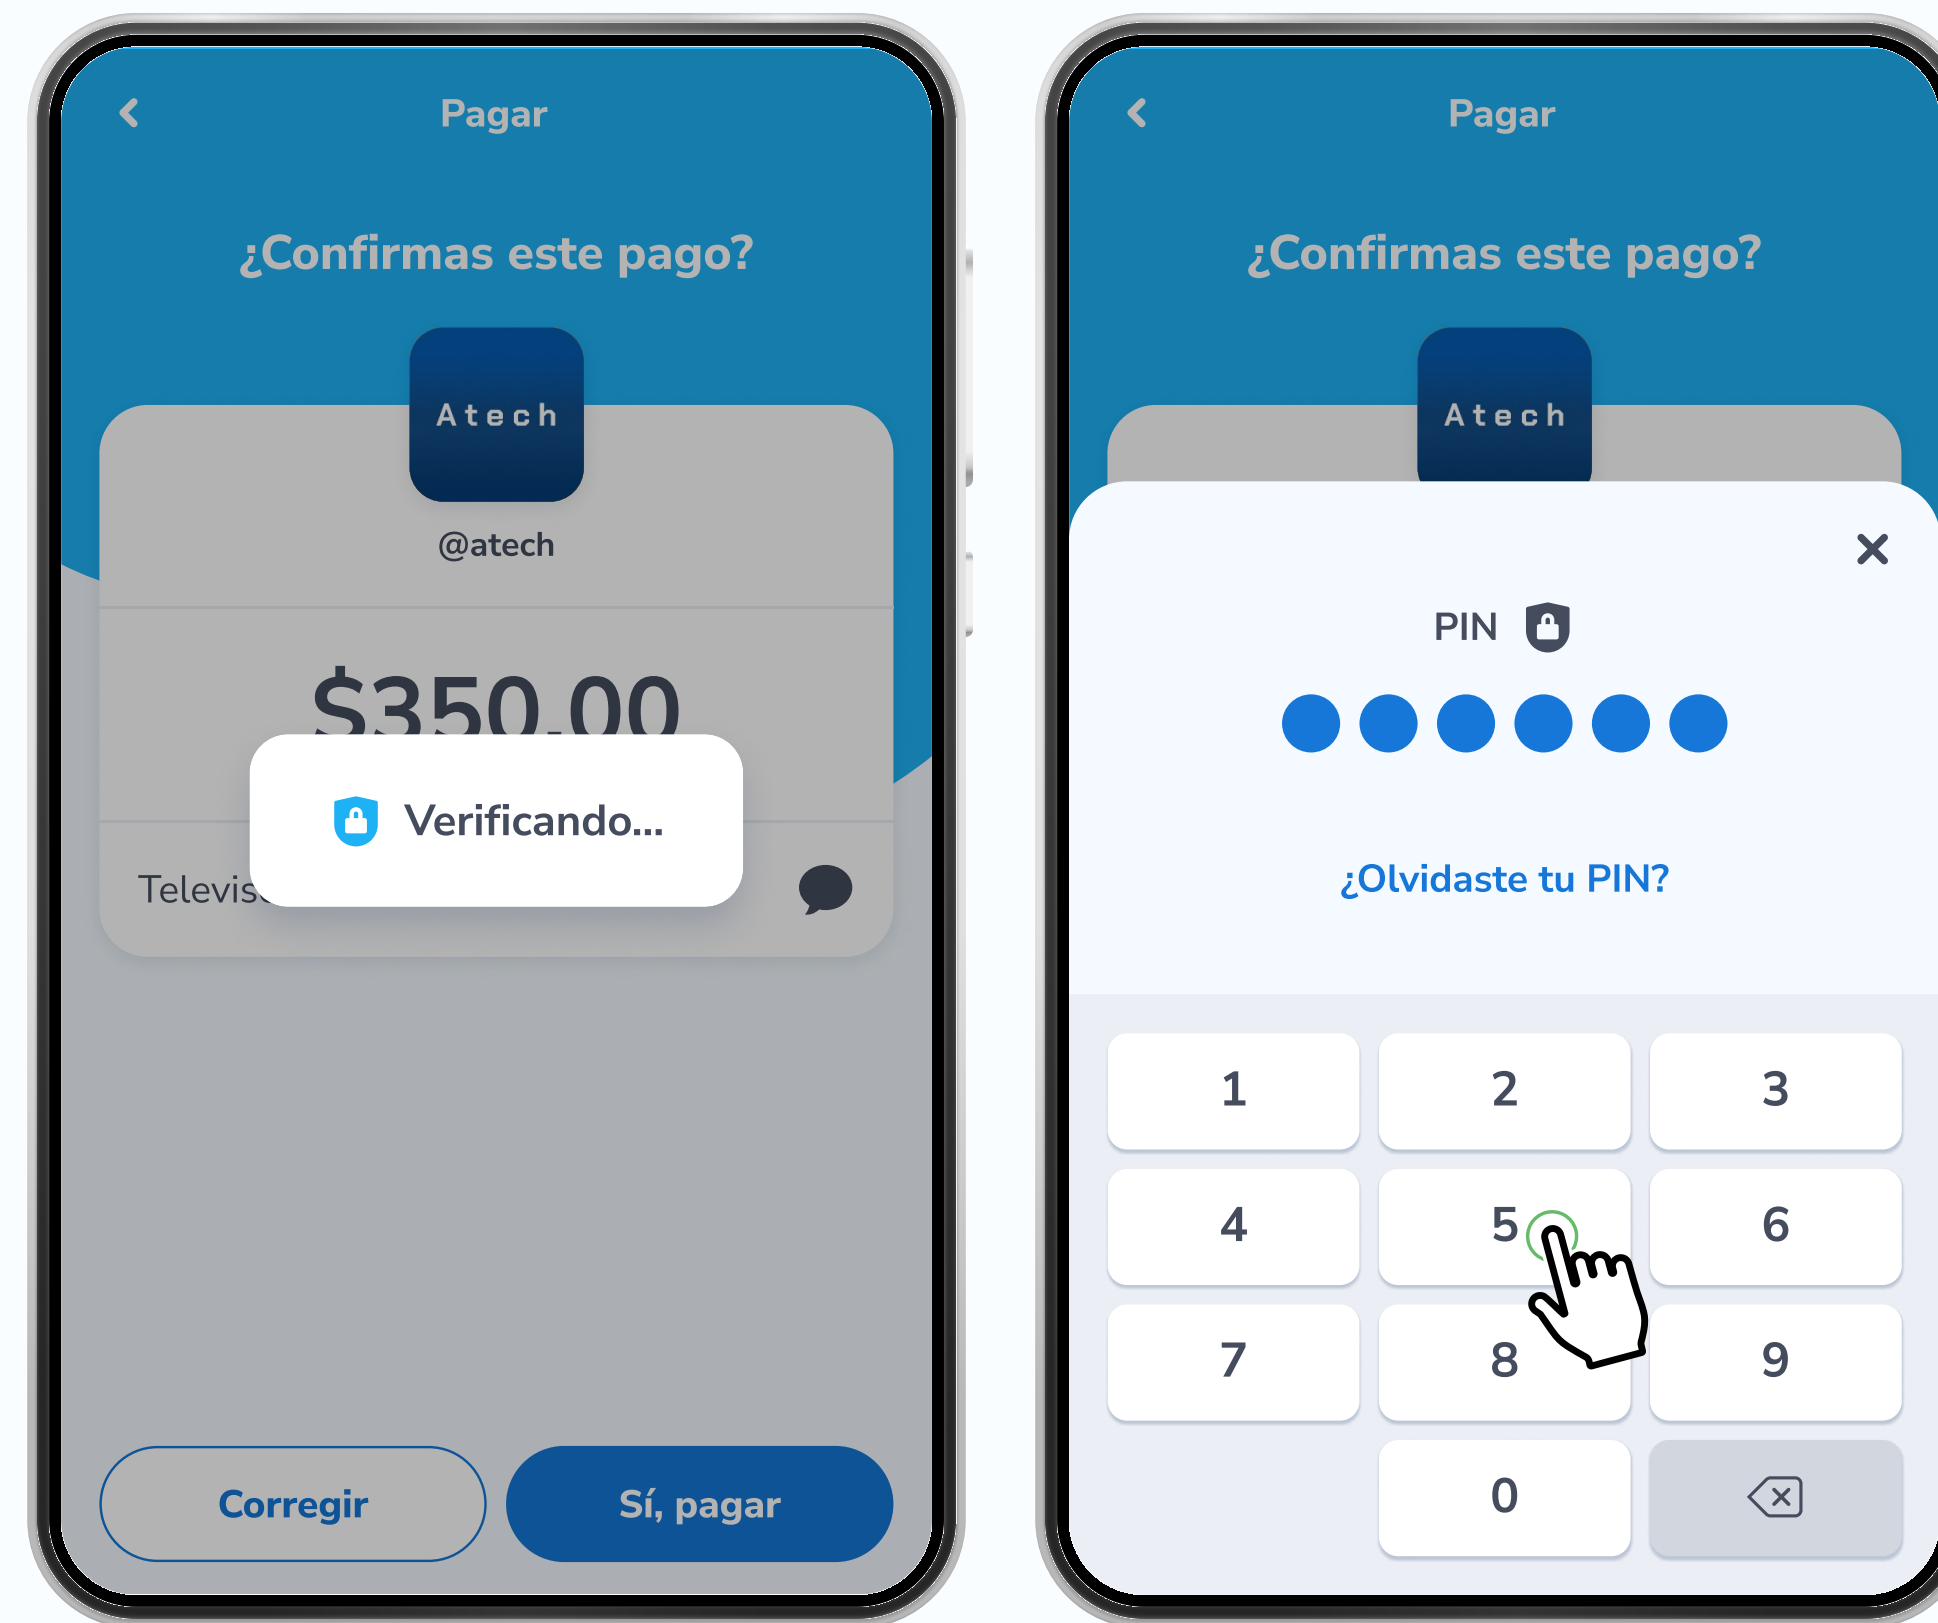 Pagar
¿Confirmas este pago?
Atech
@atech
$350.00
Verificando...
Corregir
Sí, pagar
Pagar
¿Confirmas este pago?
Atech
PIN
¿Olvidaste tu PIN?
1 2 3
4 5 6
7 8 9
0